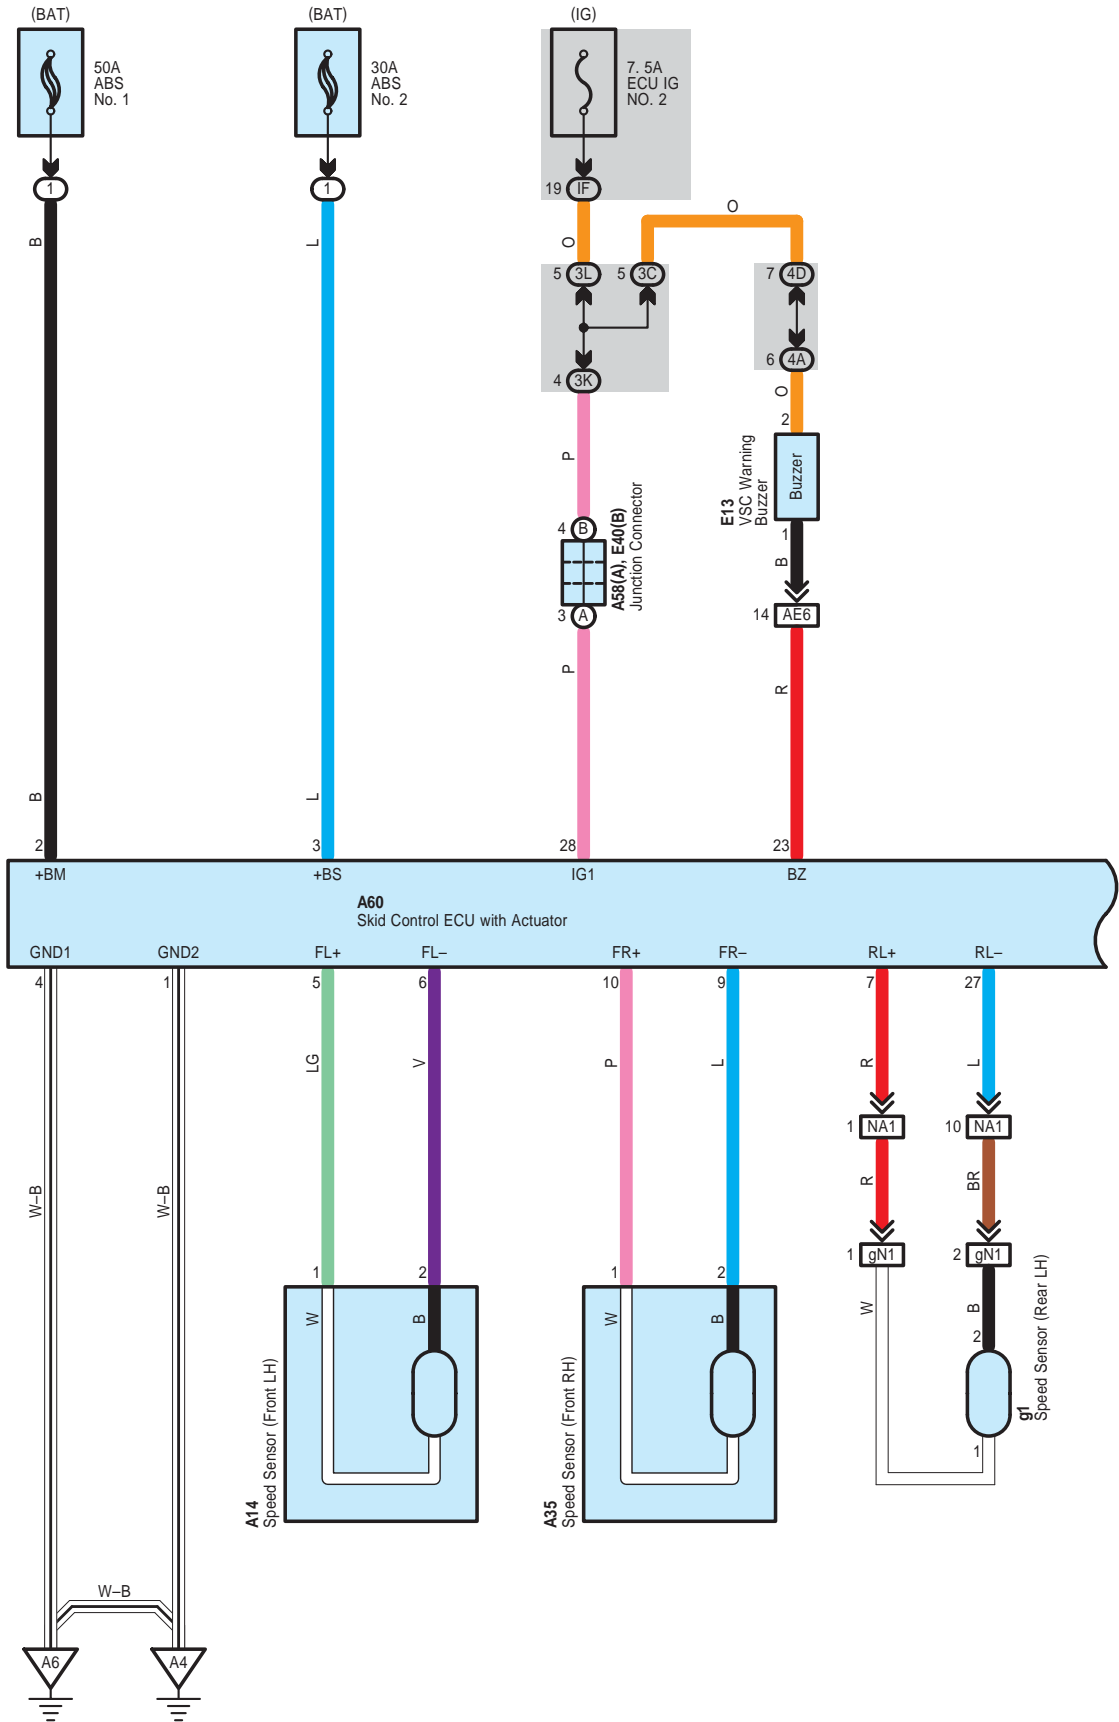 (BAT)
(BAT)
(IG)
50A
ABS
No. 1
30A
ABS
No. 2
7. 5A
ECU IG
NO. 2
1
1
19 IF
B
L
O
O
5 3L
5 3C
7 4D
4 3K
6 4A
O
2
P
E13
VSC Warning
Buzzer
Buzzer
4 B
A58(A), E40(B)
Junction Connector
3 A
1
B
14 AE6
P
R
B
L
2
3
28
23
+BM
+BS
IG1
BZ
A60
Skid Control ECU with Actuator
GND1
GND2
FL+
FL–
FR+
FR–
RL+
RL–
4
1
5
6
10
9
7
27
LG
V
P
L
R
L
1 NA1
10 NA1
W–B
W–B
R
BR
1 gN1
2 gN1
1
2
1
2
W
B
W
B
W
B
2
1
A14
Speed Sensor (Front LH)
A35
Speed Sensor (Front RH)
g1
Speed Sensor (Rear LH)
W–B
A6
A4